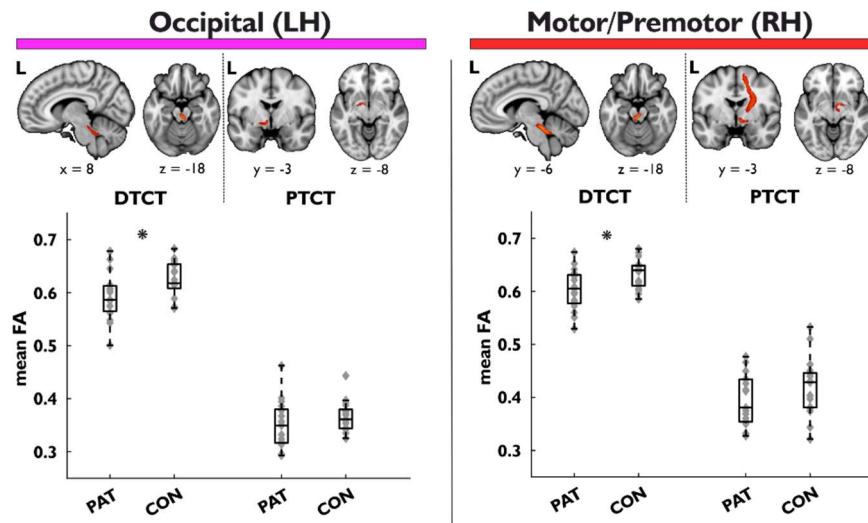 Occipital (LH)
L
L
x = 8
z = -18
y = -3
z = -8
DTCT
PTCT
*
mean FA
0.7
0.6
0.5
0.4
0.3
PAT
CON
PAT
CON
Motor/Premotor (RH)
L
y = -6
z = -18
y = -3
z = -8
DTCT
PTCT
*
mean FA
0.7
0.6
0.5
0.4
0.3
PAT
CON
PAT
CON